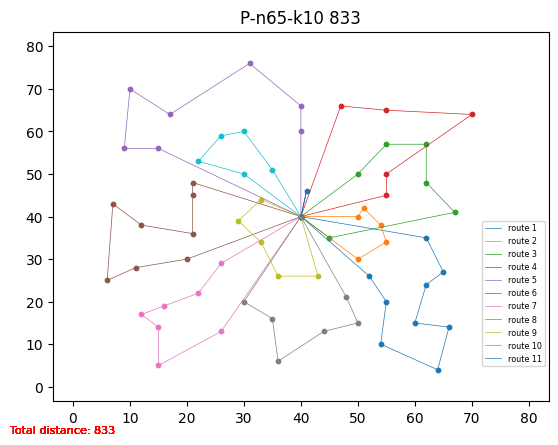 P-n65-k10 833
80
70
60
50
40
30
20
10
0
0 10 20 30 40 50 60 70 80
route 1
route 2
route 3
route 4
route 5
route 6
route 7
route 8
route 9
route 10
route 11
Total distance: 833